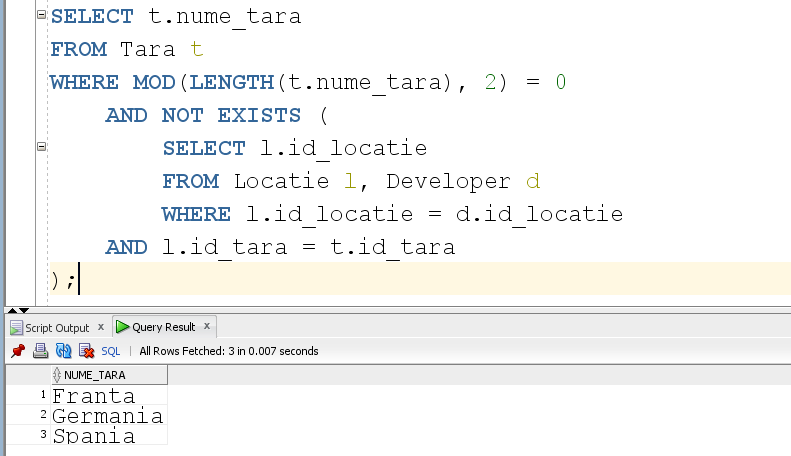 SELECT t.nume_tara
FROM Tara t
WHERE MOD(LENGTH(t.nume_tara), 2) = 0
    AND NOT EXISTS (
        SELECT l.id_locatie
        FROM Locatie l, Developer d
        WHERE l.id_locatie = d.id_locatie
    AND l.id_tara = t.id_tara
);
Script Output x Query Result x
SQL | All Rows Fetched: 3 in 0.007 seconds
NUME_TARA
1 Franta
2 Germania
3 Spania